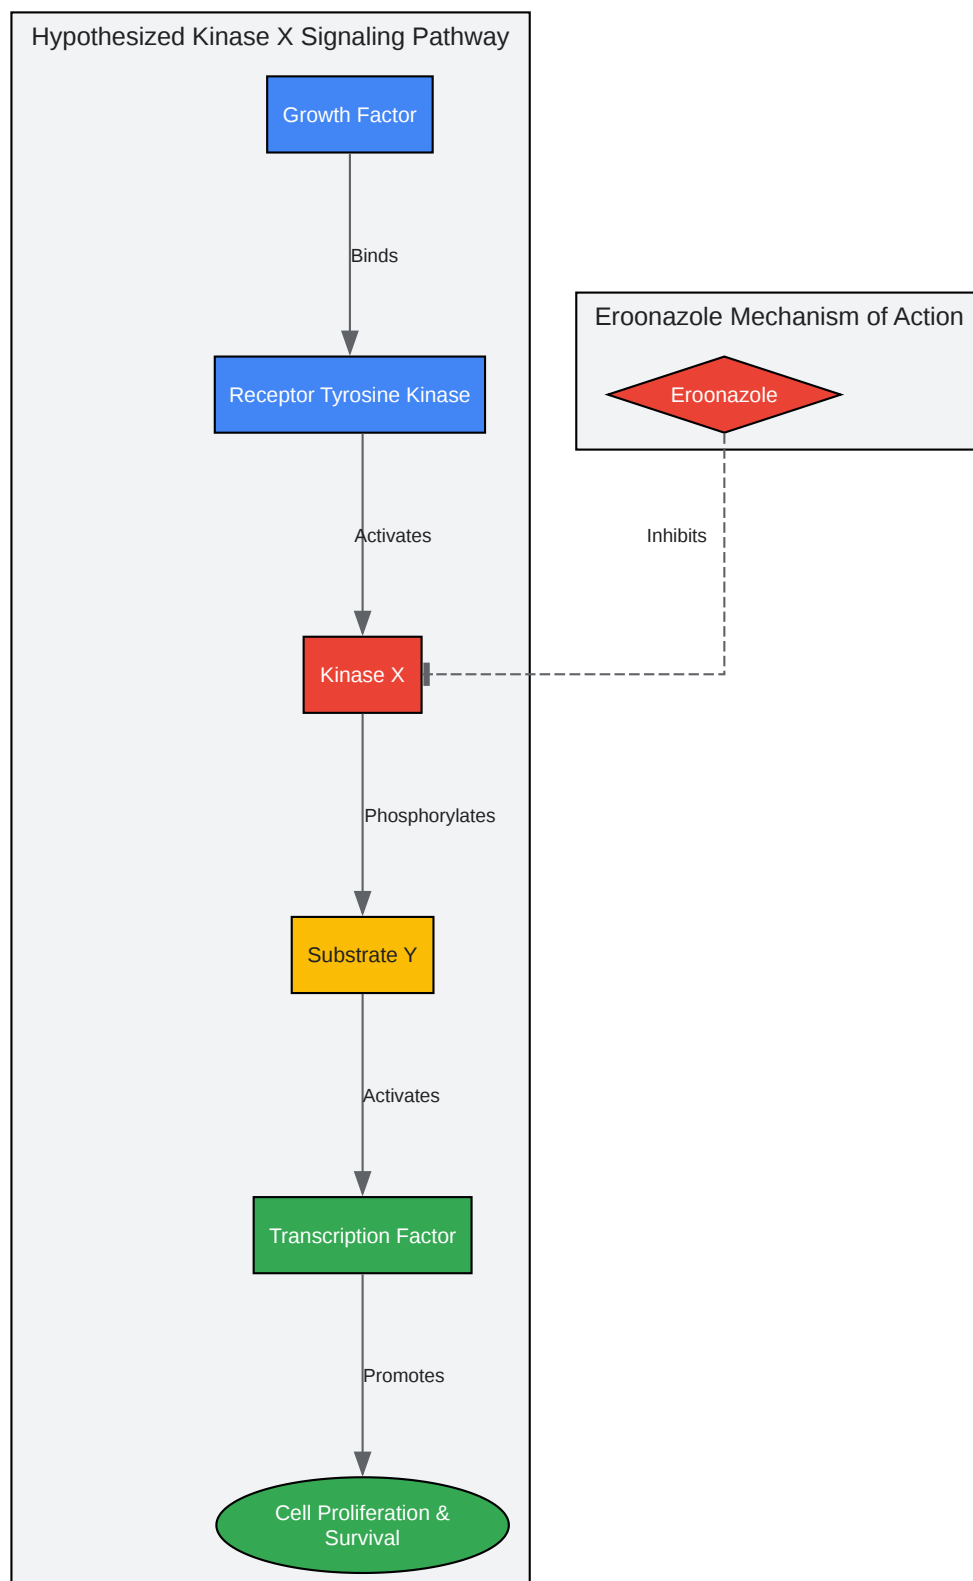 Hypothesized Kinase X Signaling Pathway
Growth Factor
Binds
Eroonazole Mechanism of Action
Receptor Tyrosine Kinase
Eroonazole
Activates
Inhibits
Kinase X
Phosphorylates
Substrate Y
Activates
Transcription Factor
Promotes
Cell Proliferation &
Survival